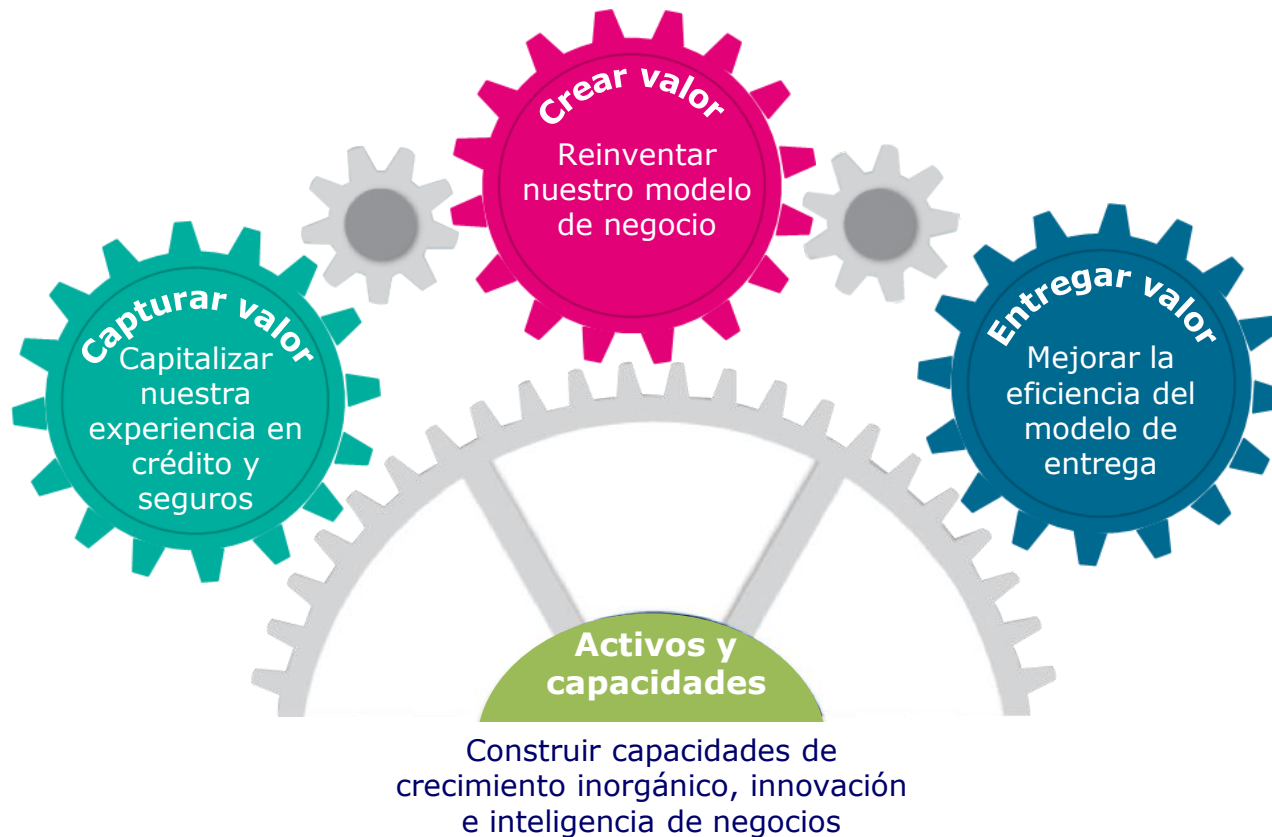 Crear valor
Reinventar
nuestro modelo
de negocio
Capturar valor
Capitalizar
nuestra
experiencia en
crédito y
seguros
Entregar valor
Mejorar la
eficiencia del
modelo de
entrega
Activos y
capacidades
Construir capacidades de
crecimiento inorgánico, innovación
e inteligencia de negocios